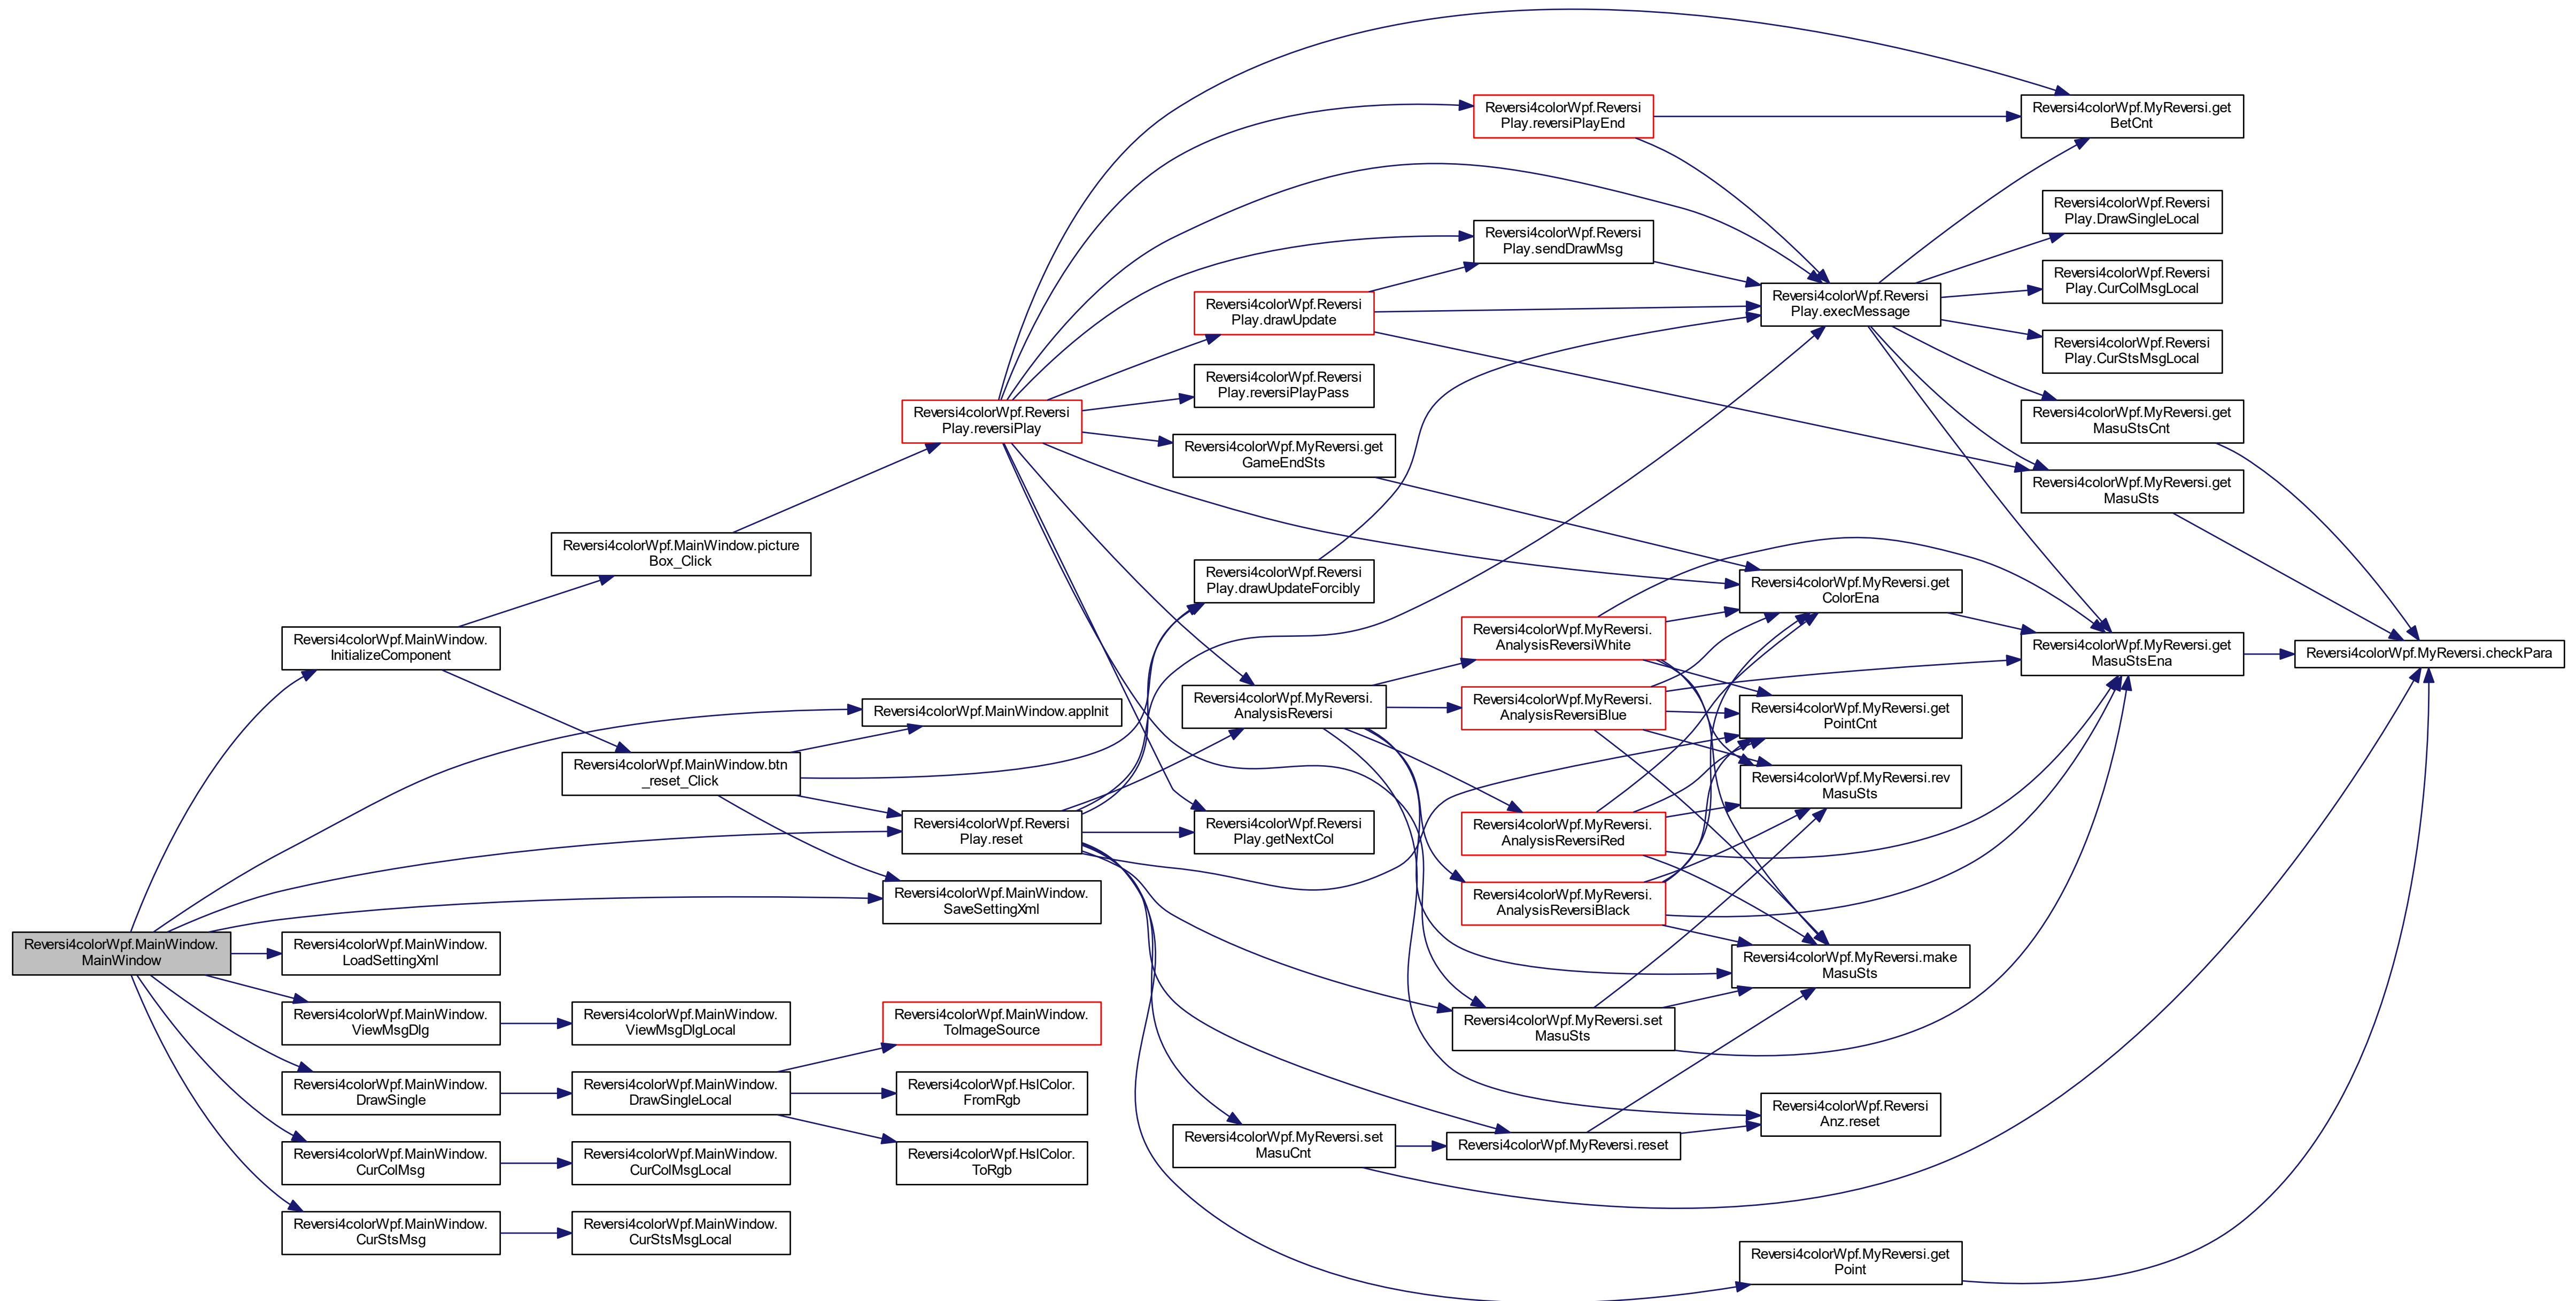 Reversi4colorWpf.MainWindow.
MainWindow
Reversi4colorWpf.MainWindow.
InitializeComponent
Reversi4colorWpf.MainWindow.
LoadSettingXml
Reversi4colorWpf.MainWindow.
ViewMsgDlg
Reversi4colorWpf.MainWindow.
DrawSingle
Reversi4colorWpf.MainWindow.
CurColMsg
Reversi4colorWpf.MainWindow.
CurStsMsg
Reversi4colorWpf.MainWindow.picture
Box_Click
Reversi4colorWpf.MainWindow.btn
_reset_Click
Reversi4colorWpf.MainWindow.
ViewMsgDlgLocal
Reversi4colorWpf.MainWindow.
DrawSingleLocal
Reversi4colorWpf.MainWindow.
CurColMsgLocal
Reversi4colorWpf.MainWindow.
CurStsMsgLocal
Reversi4colorWpf.Reversi
Play.reversiPlay
Reversi4colorWpf.MainWindow.appInit
Reversi4colorWpf.Reversi
Play.reset
Reversi4colorWpf.MainWindow.
SaveSettingXml
Reversi4colorWpf.MainWindow.
ToImageSource
Reversi4colorWpf.HslColor.
FromRgb
Reversi4colorWpf.HslColor.
ToRgb
Reversi4colorWpf.Reversi
Play.drawUpdate
Reversi4colorWpf.Reversi
Play.reversiPlayPass
Reversi4colorWpf.MyReversi.get
GameEndSts
Reversi4colorWpf.Reversi
Play.drawUpdateForcibly
Reversi4colorWpf.MyReversi.
AnalysisReversi
Reversi4colorWpf.Reversi
Play.getNextCol
Reversi4colorWpf.MyReversi.set
MasuCnt
Reversi4colorWpf.Reversi
Play.reversiPlayEnd
Reversi4colorWpf.Reversi
Play.sendDrawMsg
Reversi4colorWpf.MyReversi.
AnalysisReversiWhite
Reversi4colorWpf.MyReversi.
AnalysisReversiBlue
Reversi4colorWpf.MyReversi.
AnalysisReversiRed
Reversi4colorWpf.MyReversi.
AnalysisReversiBlack
Reversi4colorWpf.MyReversi.set
MasuSts
Reversi4colorWpf.MyReversi.reset
Reversi4colorWpf.Reversi
Play.execMessage
Reversi4colorWpf.MyReversi.get
ColorEna
Reversi4colorWpf.MyReversi.get
PointCnt
Reversi4colorWpf.MyReversi.rev
MasuSts
Reversi4colorWpf.MyReversi.make
MasuSts
Reversi4colorWpf.Reversi
Anz.reset
Reversi4colorWpf.MyReversi.get
Point
Reversi4colorWpf.MyReversi.get
BetCnt
Reversi4colorWpf.Reversi
Play.DrawSingleLocal
Reversi4colorWpf.Reversi
Play.CurColMsgLocal
Reversi4colorWpf.Reversi
Play.CurStsMsgLocal
Reversi4colorWpf.MyReversi.get
MasuStsCnt
Reversi4colorWpf.MyReversi.get
MasuSts
Reversi4colorWpf.MyReversi.get
MasuStsEna
Reversi4colorWpf.MyReversi.checkPara